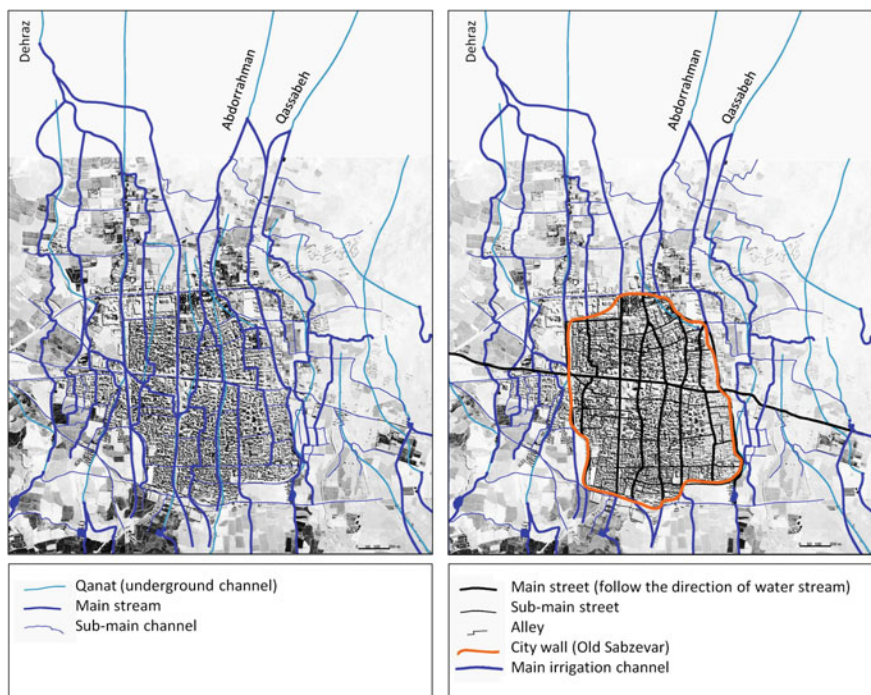 Dehraz
Abdorrahman
Qassabeh
Dehraz
Abdorrahman
Qassabeh
Qanat (underground channel)
Main stream
Sub-main channel
Main street (follow the direction of water stream)
Sub-main street
Alley
City wall (Old Sabzevar)
Main irrigation channel